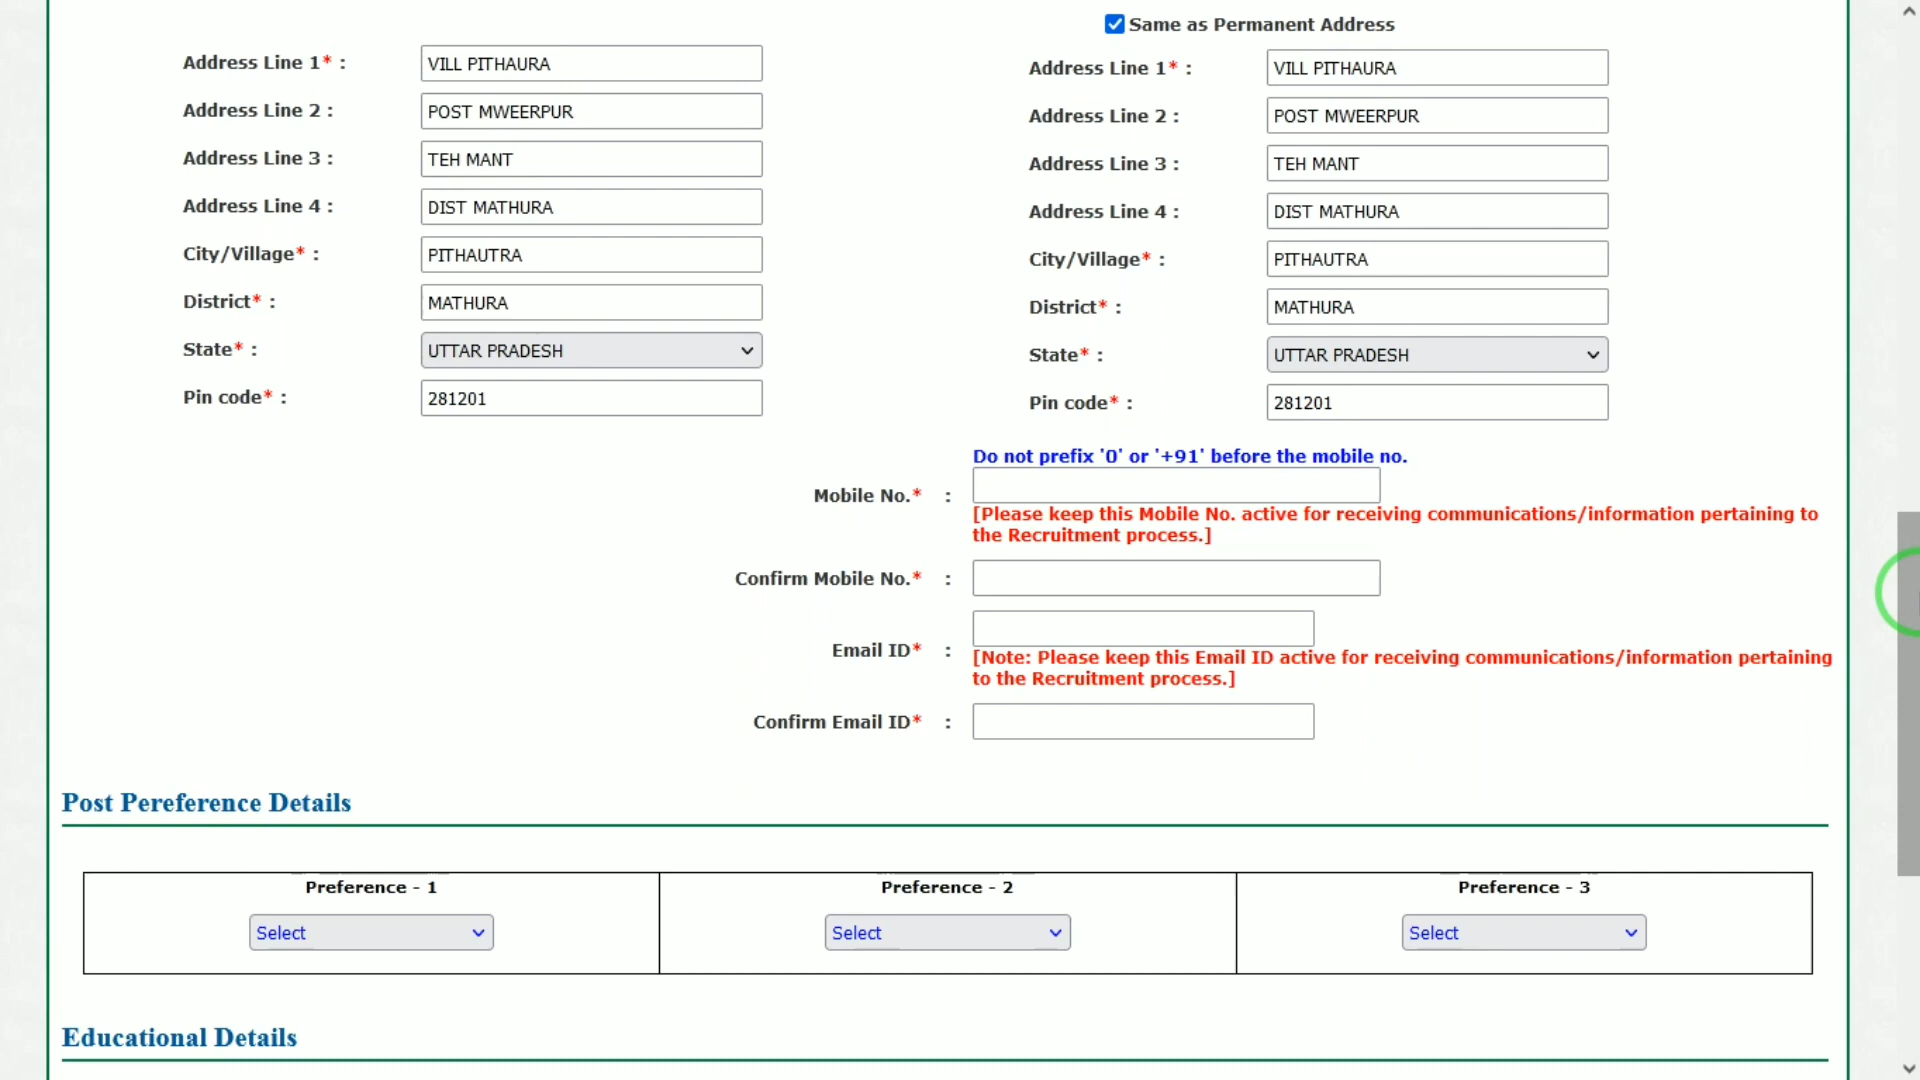 Same as Permanent Address
Address Line 1* : VILL PITHAURA
Address Line 2 : POST MWEERPUR
Address Line 3 : TEH MANT
Address Line 4 : DIST MATHURA
City/Village* : PITHAUTRA
District* : MATHURA
State* : UTTAR PRADESH
Pin code* : 281201
Address Line 1* : VILL PITHAURA
Address Line 2 : POST MWEERPUR
Address Line 3 : TEH MANT
Address Line 4 : DIST MATHURA
City/Village* : PITHAUTRA
District* : MATHURA
State* : UTTAR PRADESH
Pin code* : 281201
Do not prefix '0' or '+91' before the mobile no.
Mobile No.* :
[Please keep this Mobile No. active for receiving communications/information pertaining to
the Recruitment process.]
Confirm Mobile No.* :
Email ID* :
[Note: Please keep this Email ID active for receiving communications/information pertaining
to the Recruitment process.]
Confirm Email ID* :
Post Pereference Details
Preference - 1 Preference - 2 Preference - 3
Select Select Select
Educational Details